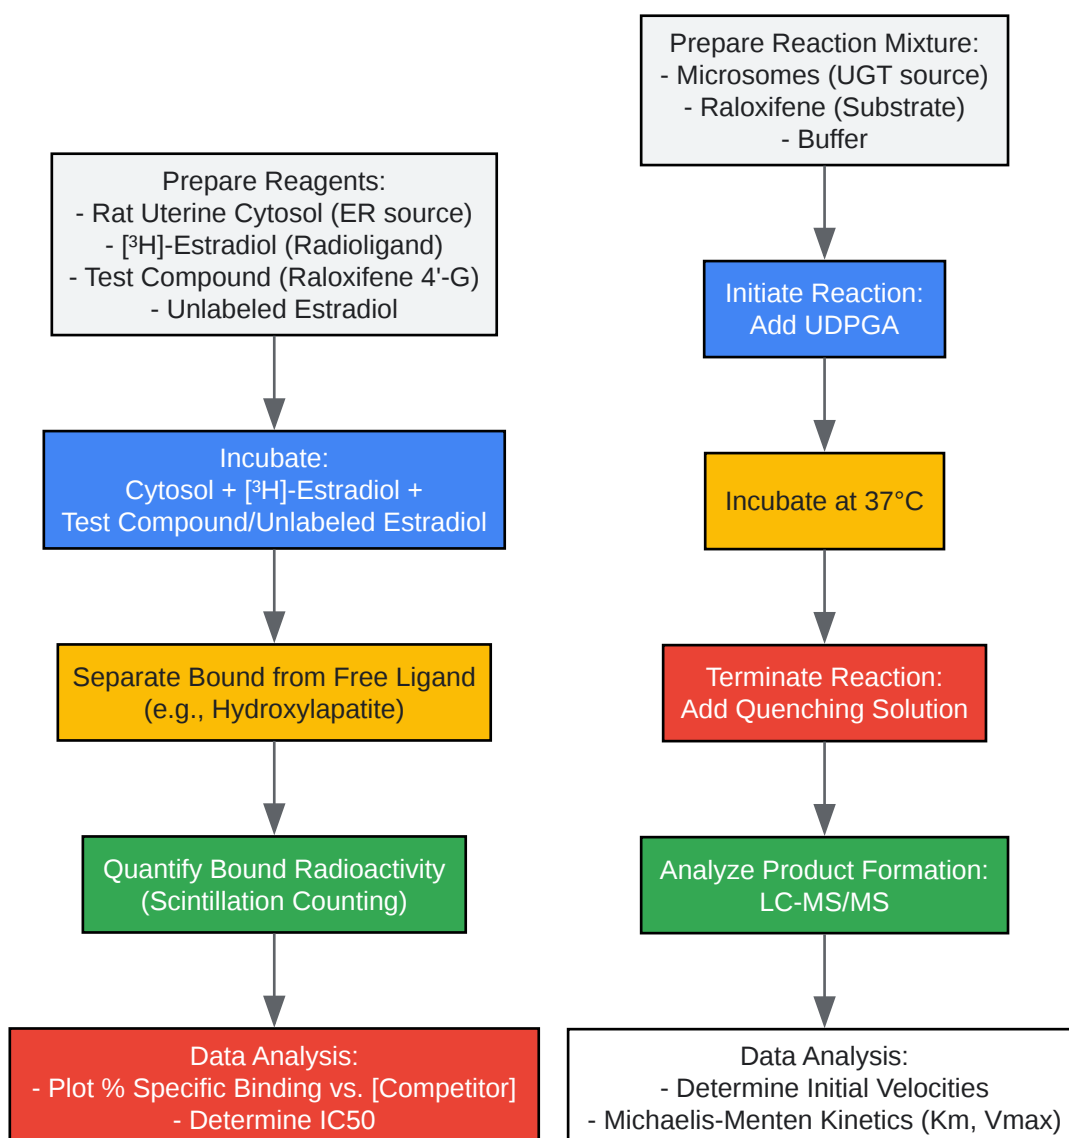 Prepare Reagents:
- Rat Uterine Cytosol (ER source)
- [³H]-Estradiol (Radioligand)
- Test Compound (Raloxifene 4'-G)
- Unlabeled Estradiol
Incubate:
Cytosol + [³H]-Estradiol +
Test Compound/Unlabeled Estradiol
Separate Bound from Free Ligand
(e.g., Hydroxylapatite)
Quantify Bound Radioactivity
(Scintillation Counting)
Data Analysis:
- Plot % Specific Binding vs. [Competitor]
- Determine IC50
Prepare Reaction Mixture:
- Microsomes (UGT source)
- Raloxifene (Substrate)
- Buffer
Initiate Reaction:
Add UDPGA
Incubate at 37°C
Terminate Reaction:
Add Quenching Solution
Analyze Product Formation:
LC-MS/MS
Data Analysis:
- Determine Initial Velocities
- Michaelis-Menten Kinetics (Km, Vmax)